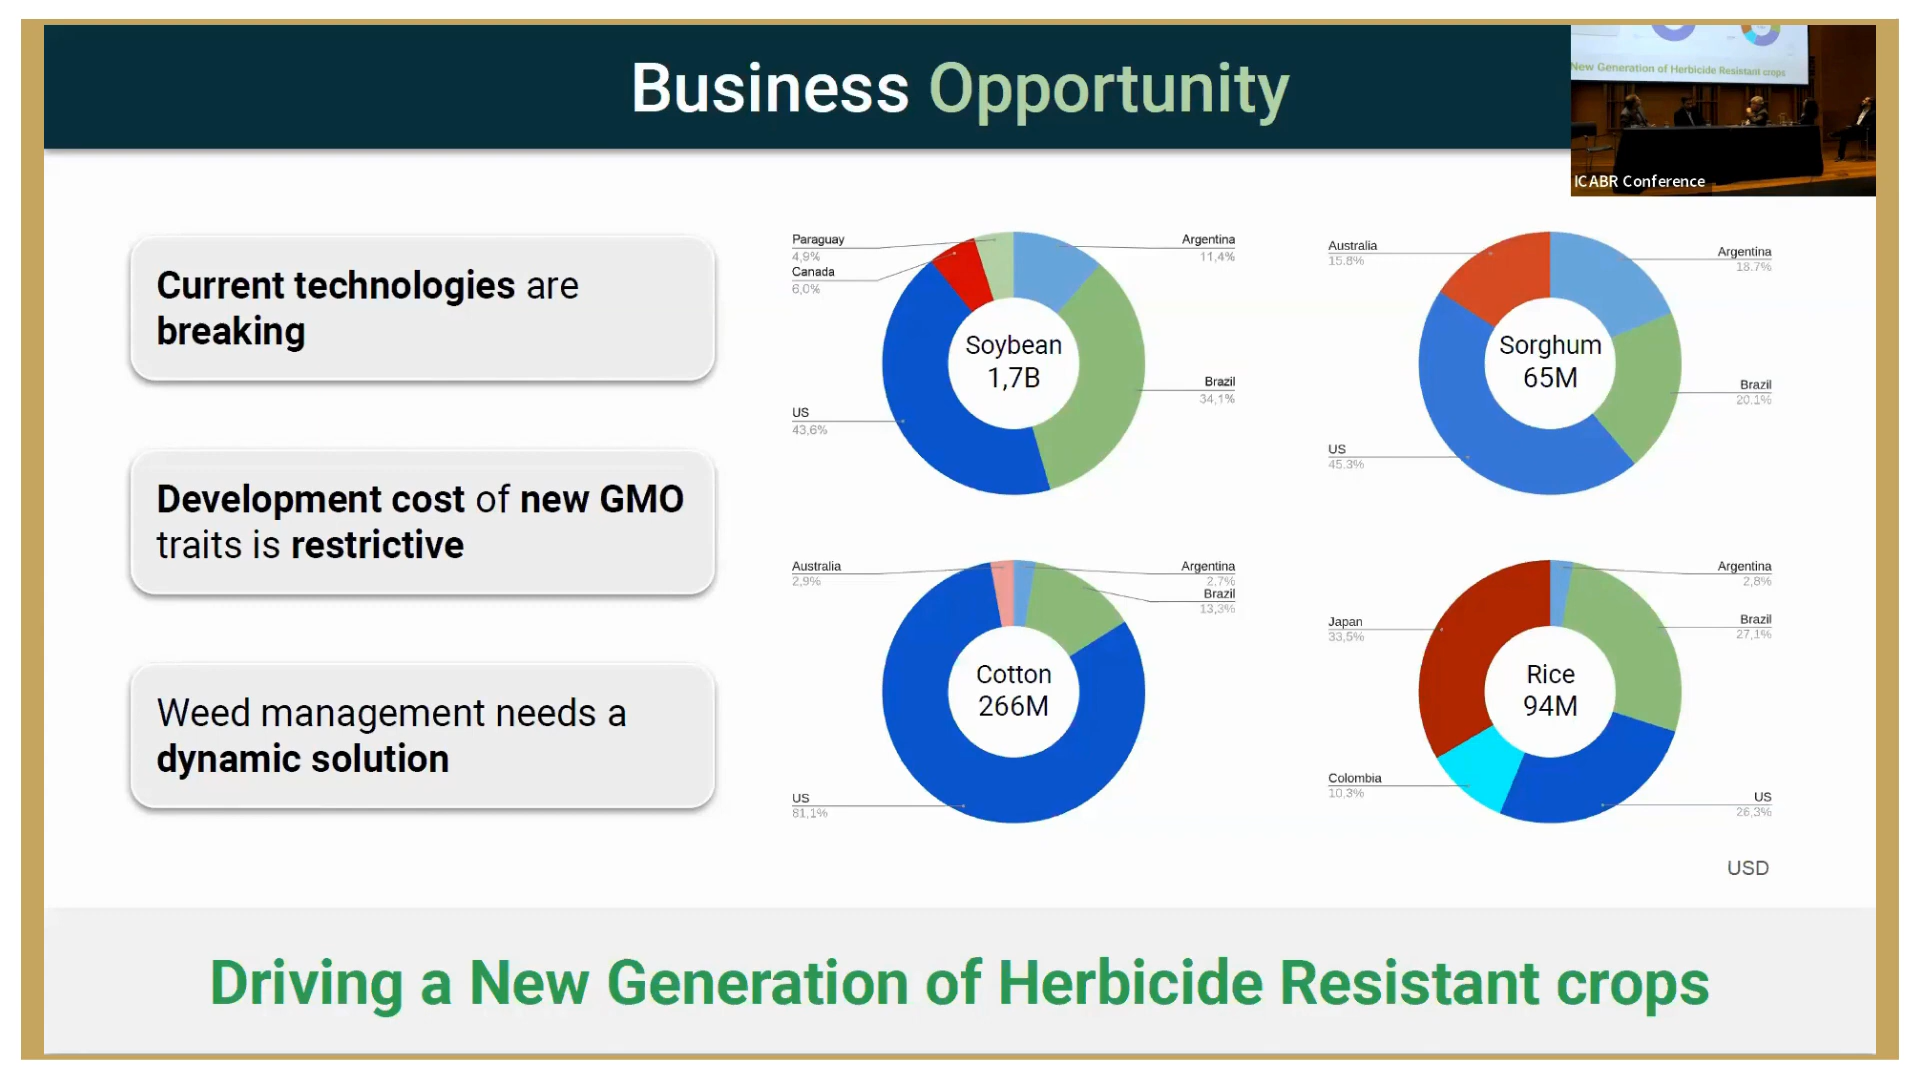 Business Opportunity
New Generation of Herbicide Resistant crops
ICABR Conference
Current technologies are
breaking
Development cost of new GMO
traits is restrictive
Weed management needs a
dynamic solution
Paraguay
4,9%
Canada
6,0%
US
43,6%
Argentina
11,4%
Brazil
34,1%
Soybean
1,7B
Australia
15.8%
US
45.3%
Argentina
18.7%
Brazil
20.1%
Sorghum
65M
Australia
2,9%
US
81,1%
Argentina
2,7%
Brazil
13,3%
Cotton
266M
Japan
33,5%
Colombia
10,3%
Argentina
2,8%
Brazil
27,1%
US
26,3%
Rice
94M
USD
Driving a New Generation of Herbicide Resistant crops